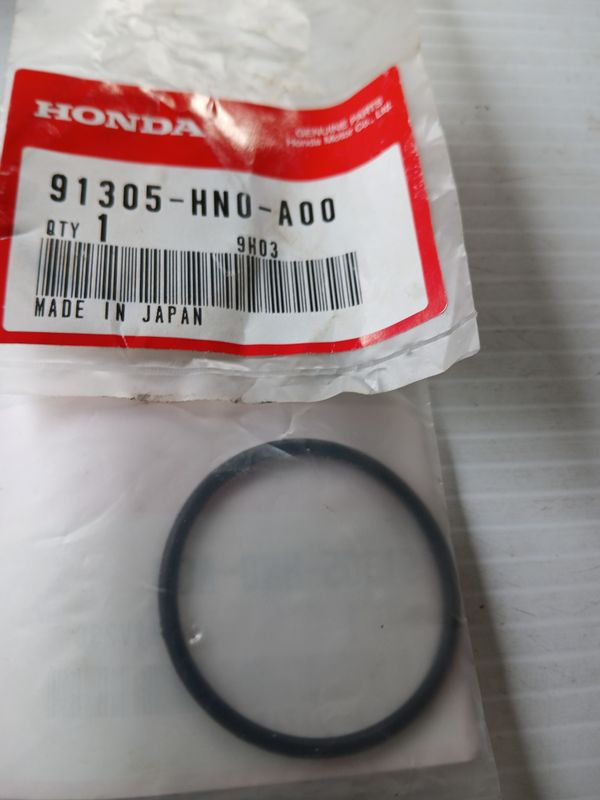 HONDA
GENUINE PARTS
Honda Motor Co., Ltd.
91305-HN0-A00
QTY 1
9H03
MADE IN JAPAN